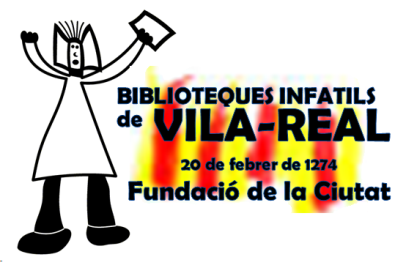 BIBLIOTEQUES INFATILS
de VILA-REAL
20 de febrer de 1274
Fundació de la Ciutat